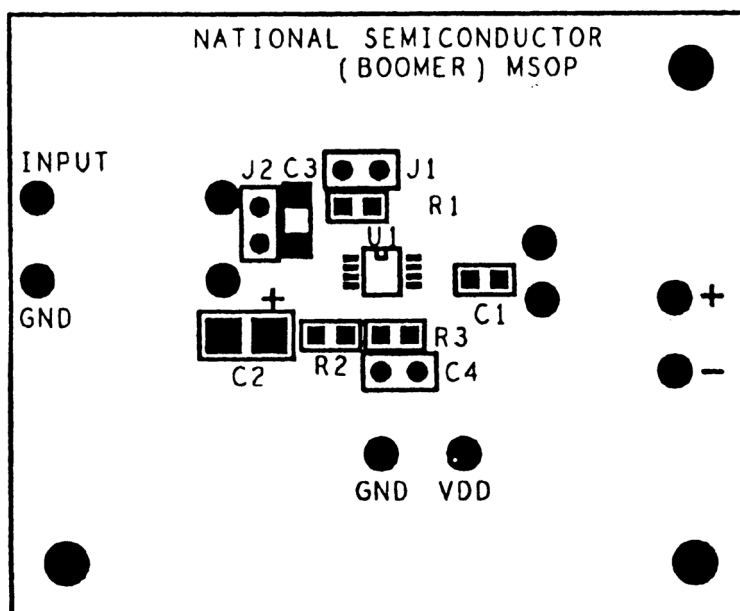 NATIONAL SEMICONDUCTOR
(BOOMER) MSOP
INPUT
J2 C3 J1
R1
U1
GND
+
C1
+
R2 R3
C2
C4
-
GND VDD